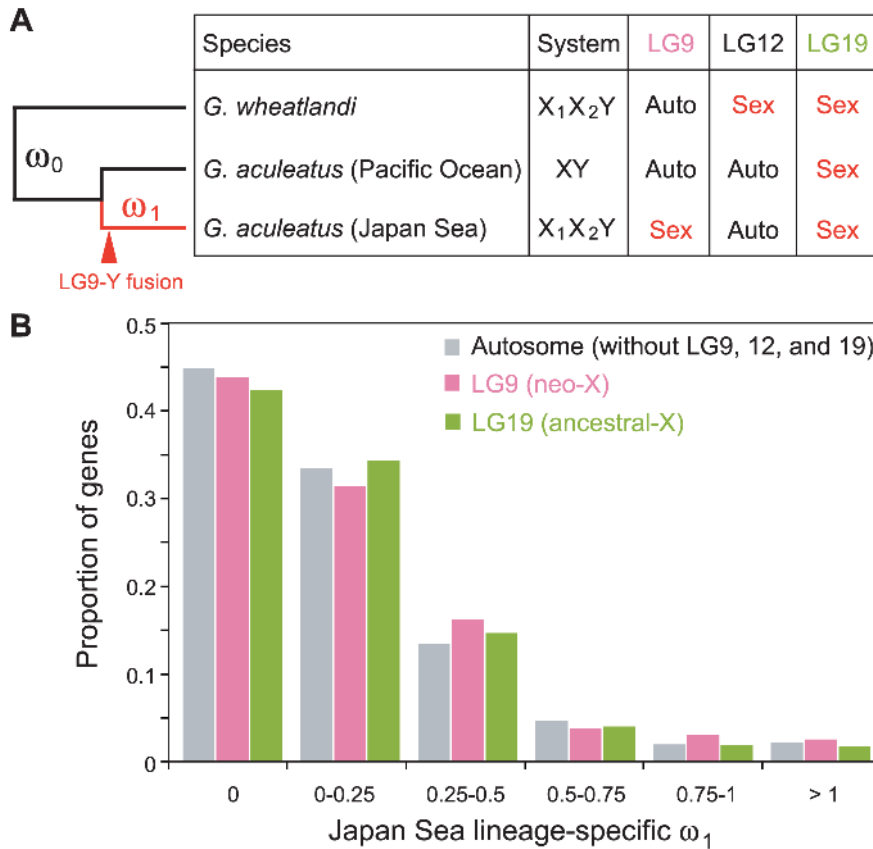 A
Species System LG9 LG12 LG19
G. wheatlandi X₁X₂Y Auto Sex Sex
ω₀
G. aculeatus (Pacific Ocean) XY Auto Auto Sex
ω₁
G. aculeatus (Japan Sea) X₁X₂Y Sex Auto Sex
LG9-Y fusion
B
0.5
Autosome (without LG9, 12, and 19)
LG9 (neo-X)
LG19 (ancestral-X)
0.4
0.3
0.2
0.1
0
Proportion of genes
0 0-0.25 0.25-0.5 0.5-0.75 0.75-1 > 1
Japan Sea lineage-specific ω₁